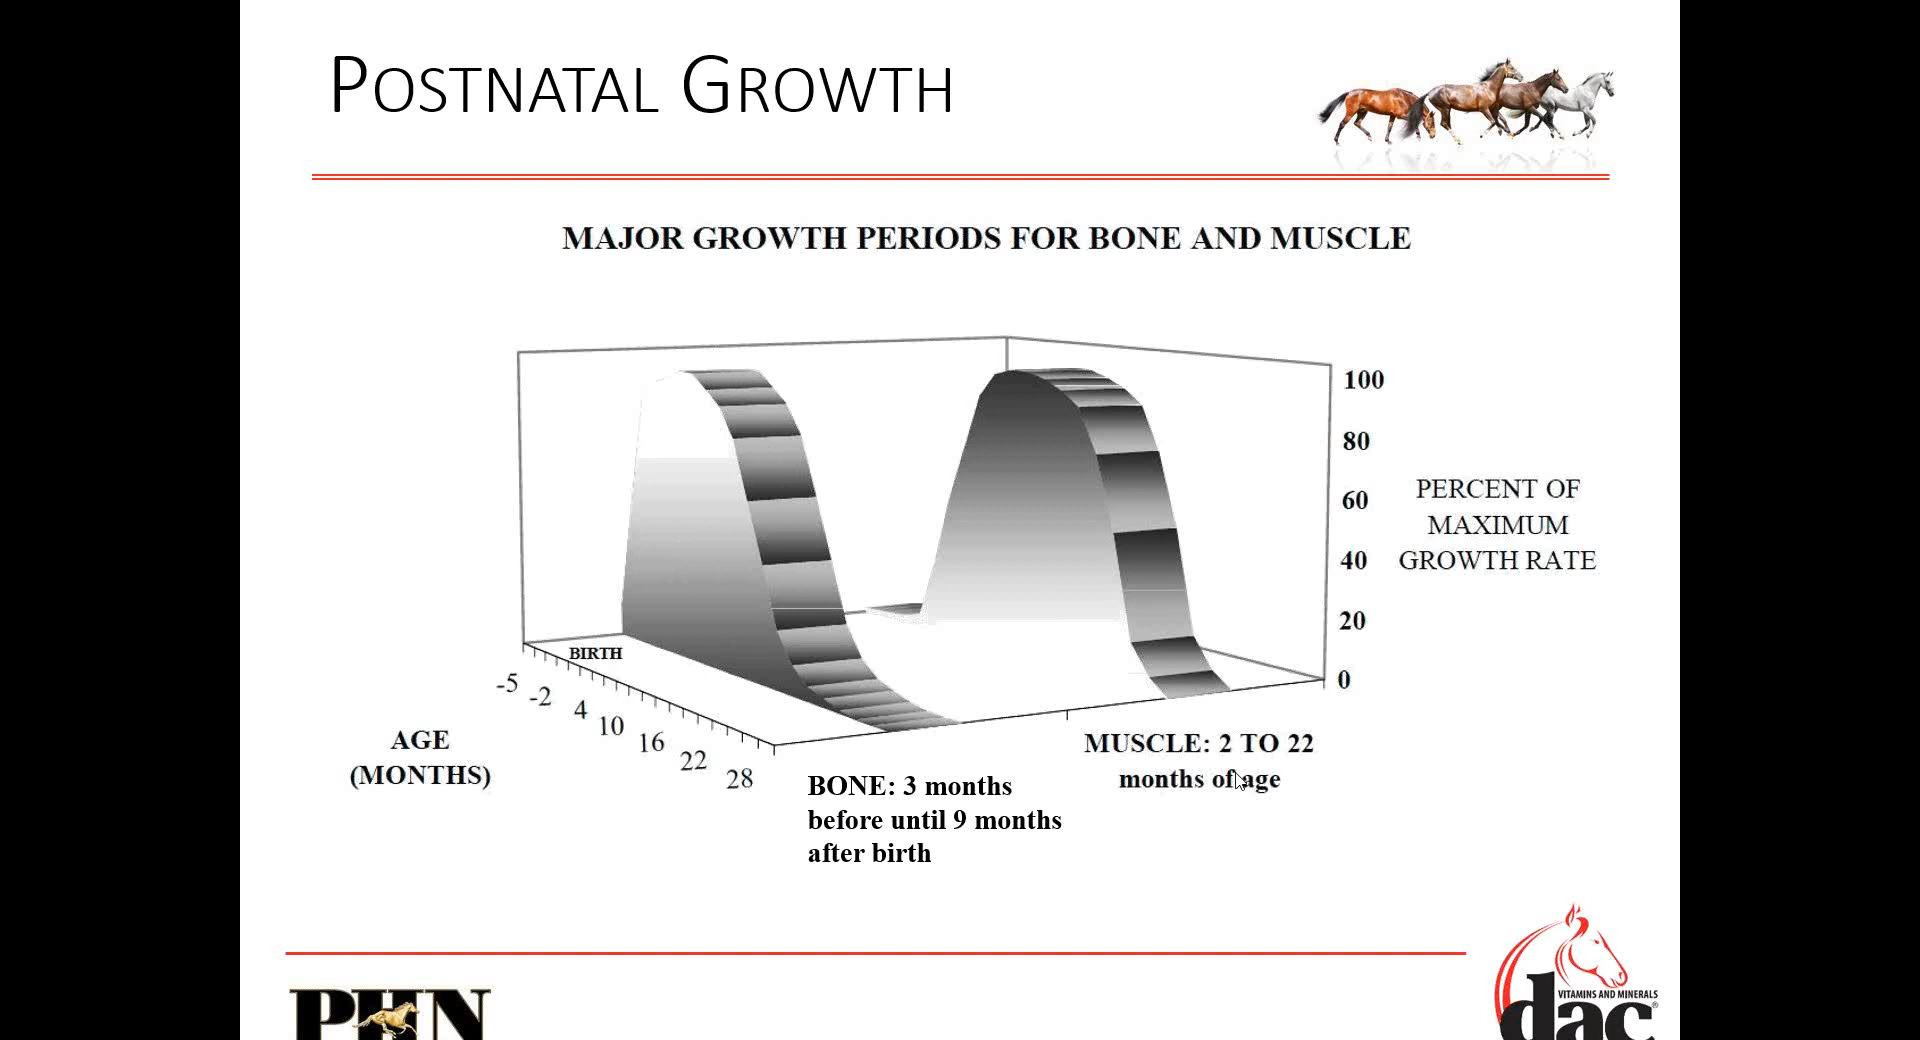 POSTNATAL GROWTH
MAJOR GROWTH PERIODS FOR BONE AND MUSCLE
100
80
60
40
20
0
PERCENT OF
MAXIMUM
GROWTH RATE
BIRTH
-5
-2
4
10
16
22
28
AGE
(MONTHS)
BONE: 3 months
before until 9 months
after birth
MUSCLE: 2 TO 22
months of age
PHN
VITAMINS AND MINERALS
dac®